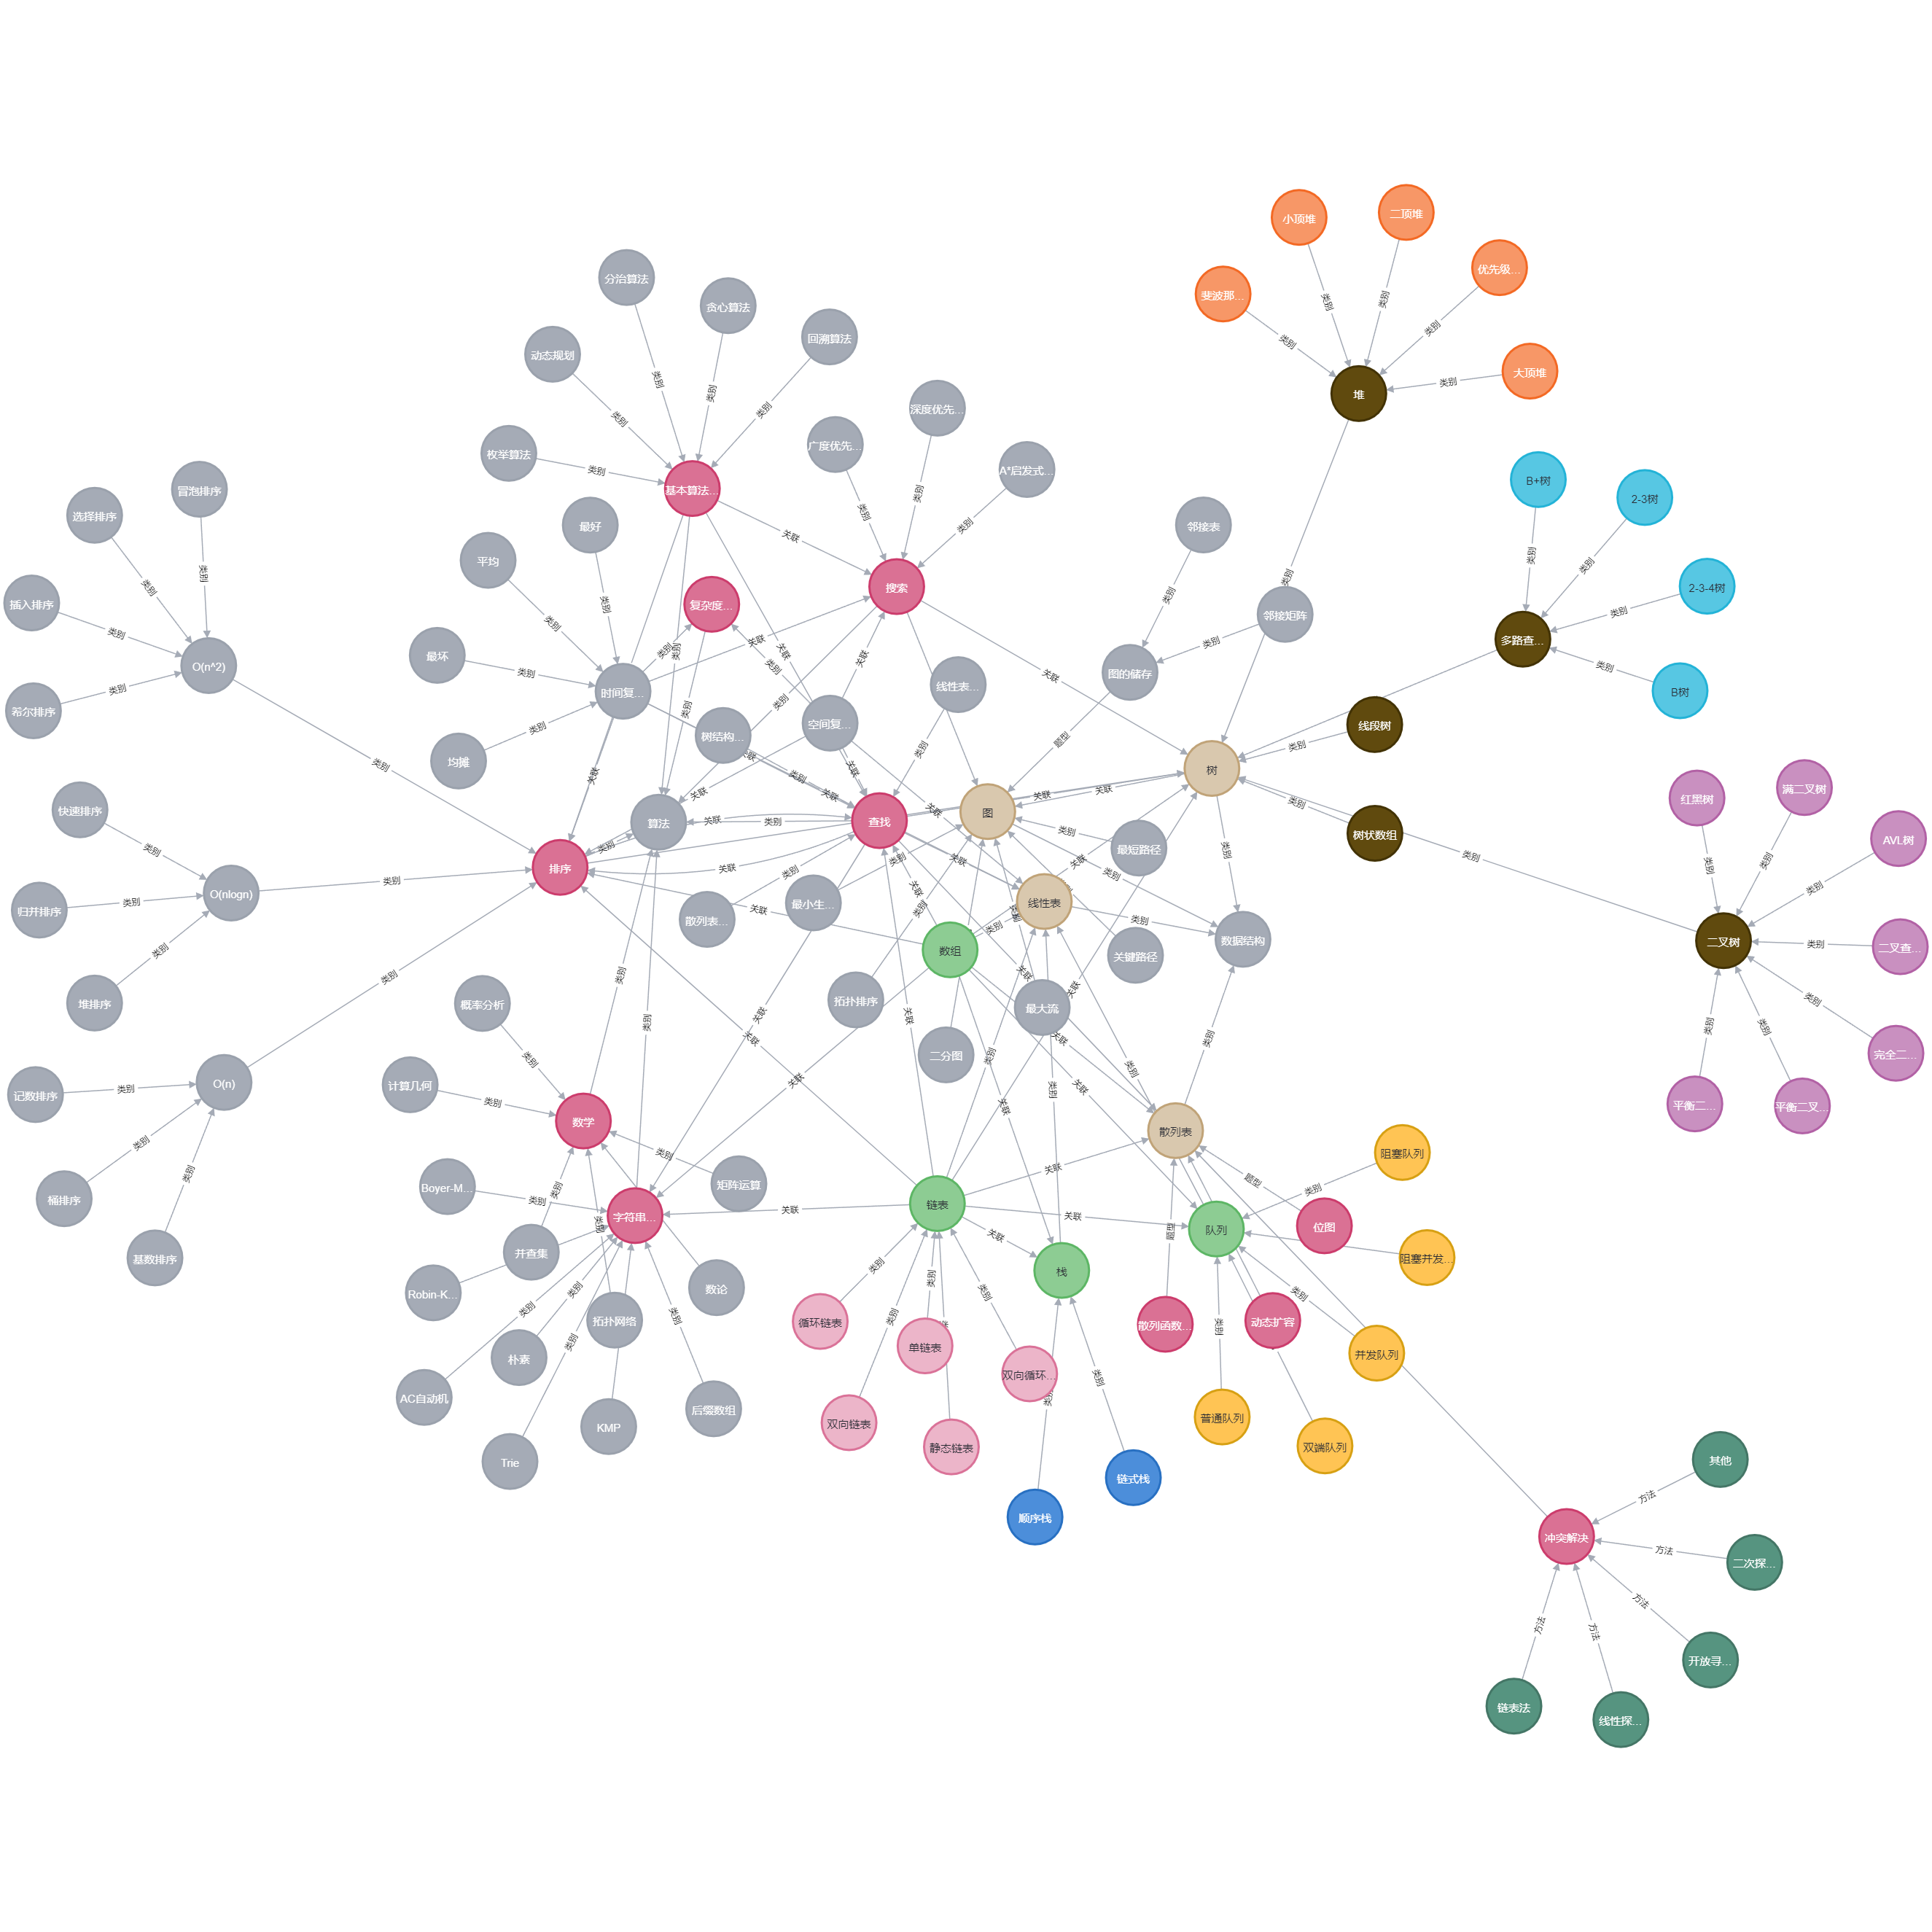 小顶堆
二顶堆
斐波那...
优先级...
大顶堆
堆
分治算法
贪心算法
回溯算法
动态规划
枚举算法
基本算法...
深度优先...
广度优先...
A*启发式...
B+树
2-3树
2-3-4树
多路查...
B树
冒泡排序
选择排序
插入排序
希尔排序
O(n^2)
最好
平均
最坏
均摊
时间复...
复杂度...
搜索
邻接表
邻接矩阵
图的储存
线性表...
空间复...
树结构...
线段树
树状数组
树
图
查找
算法
排序
最短路径
最小生...
散列表...
线性表
数组
关键路径
数据结构
拓扑排序
二分图
最大流
红黑树
满二叉树
AVL树
二叉树
二叉查...
完全二...
平衡二...
平衡二叉...
快速排序
归并排序
堆排序
O(nlogn)
记数排序
桶排序
基数排序
O(n)
概率分析
计算几何
数学
矩阵运算
Boyer-M...
字符串...
并查集
Robin-K...
数论
拓扑网络
朴素
AC自动机
KMP
后缀数组
Trie
链表
散列表
队列
栈
循环链表
单链表
双向循环...
双向链表
静态链表
链式栈
顺序栈
阻塞队列
位图
阻塞并发...
散列函数...
动态扩容
并发队列
普通队列
双端队列
其他
冲突解决
二次探...
开放寻...
链表法
线性探...
类别
关联
题型
方法